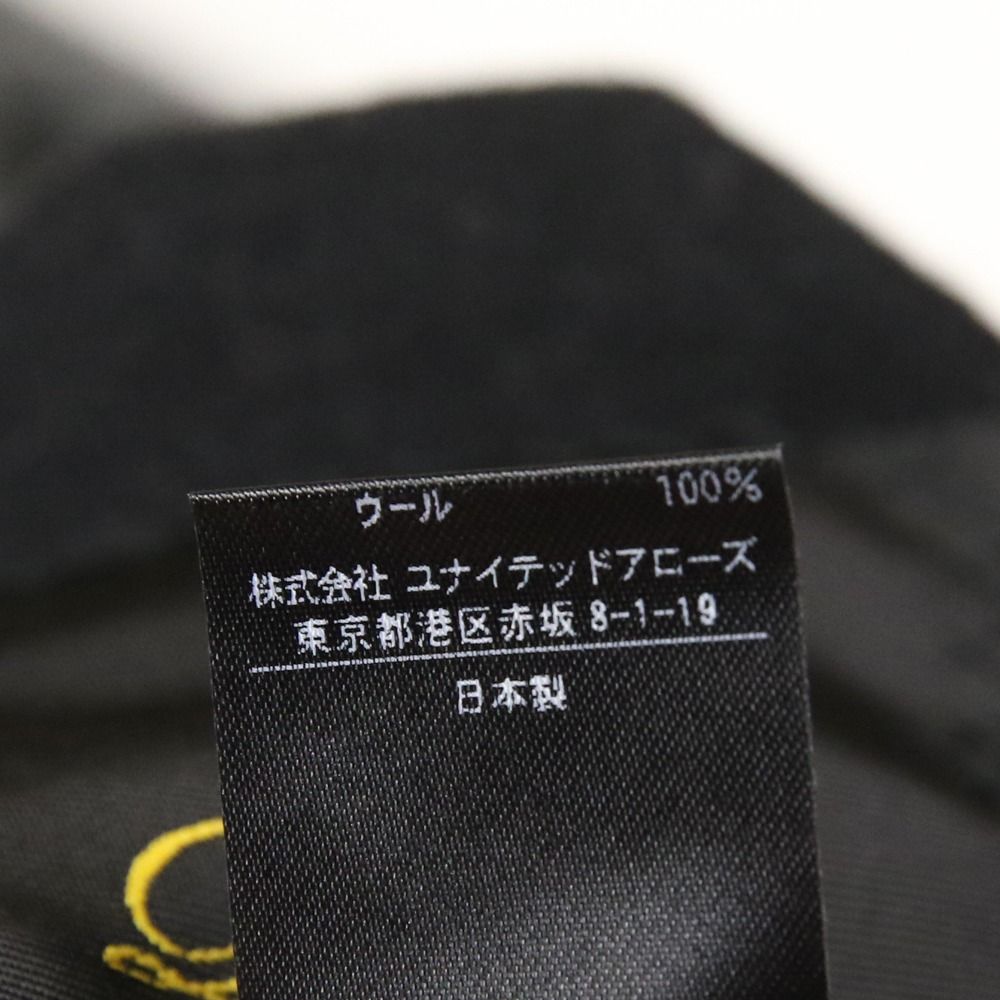 ウール 100%
株式会社 ユナイテッドアローズ
東京都港区赤坂 8-1-19
日本製